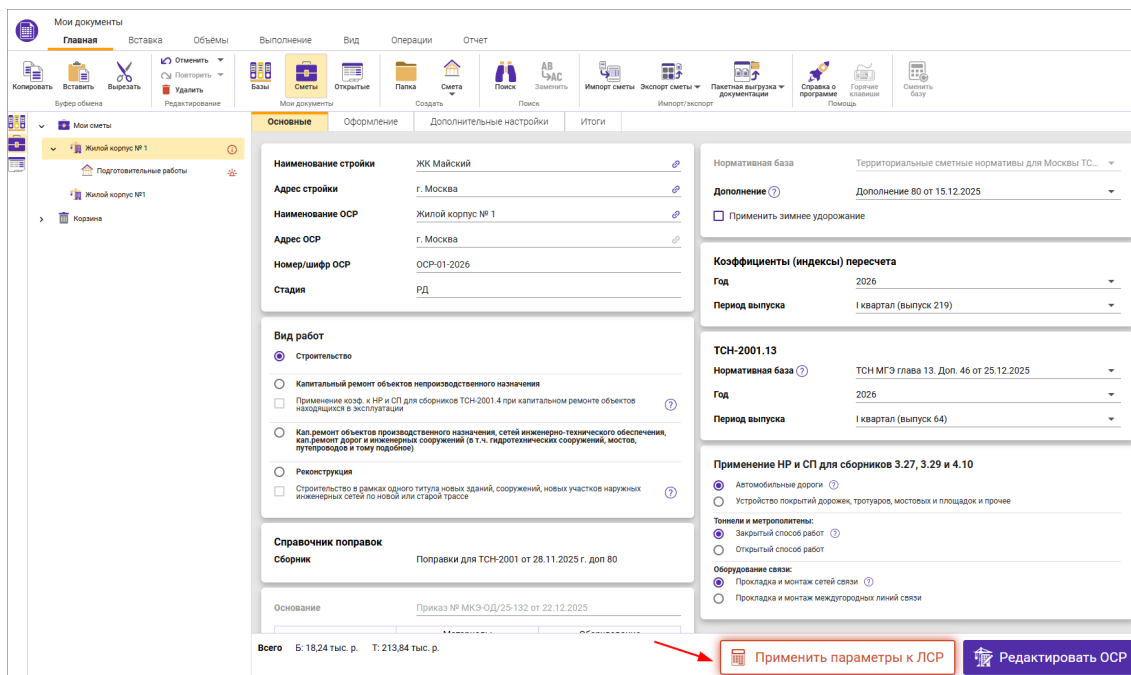 Мои документы
Главная Вставка Объёмы Выполнение Вид Операции Отчет
Копировать Вставить Вырезать Отменить Повторить Удалить Базы Сметы Открытые Папка Смета Поиск AB AC Заменить Импорт сметы Экспорт сметы Пакетная выгрузка документации Справка о программе Горячие клавиши Сменить базу
Буфер обмена Редактирование Мои документы Создать Поиск Импорт/экспорт Помощь
Мои сметы
Жилой корпус № 1
Подготовительные работы
Жилой корпус №1
Корзина
Основные Оформление Дополнительные настройки Итоги
Наименование стройки ЖК Майский
Адрес стройки г. Москва
Наименование ОСР Жилой корпус № 1
Адрес ОСР г. Москва
Номер/шифр ОСР ОСР-01-2026
Стадия РД
Вид работ
Строительство
Капитальный ремонт объектов непроизводственного назначения
Применение коэф. к НР и СП для сборников ТСН-2001.4 при капитальном ремонте объектов
находящихся в эксплуатации
Кап.ремонт объектов производственного назначения, сетей инженерно-технического обеспечения,
кап.ремонт дорог и инженерных сооружений (в т.ч. гидротехнических сооружений, мостов,
путепроводов и тому подобное)
Реконструкция
Строительство в рамках одного титула новых зданий, сооружений, новых участков наружных
инженерных сетей по новой или старой трассе
Справочник поправок
Сборник Поправки для ТСН-2001 от 28.11.2025 г. доп 80
Основание Приказ № МКЭ-ОД/25-132 от 22.12.2025
Материалы Оборудование
Нормативная база Территориальные сметные нормативы для Москвы ТС...
Дополнение Дополнение 80 от 15.12.2025
Применить зимнее удорожание
Коэффициенты (индексы) пересчета
Год 2026
Период выпуска I квартал (выпуск 219)
ТСН-2001.13
Нормативная база ТСН МГЭ глава 13. Доп. 46 от 25.12.2025
Год 2026
Период выпуска I квартал (выпуск 64)
Применение НР и СП для сборников 3.27, 3.29 и 4.10
Автомобильные дороги
Устройство покрытий дорожек, тротуаров, мостовых и площадок и прочее
Тоннели и метрополитены:
Закрытый способ работ
Открытый способ работ
Оборудование связи:
Прокладка и монтаж сетей связи
Прокладка и монтаж междугородных линий связи
Всего Б: 18,24 тыс. р. Т: 213,84 тыс. р.
Применить параметры к ЛСР Редактировать ОСР